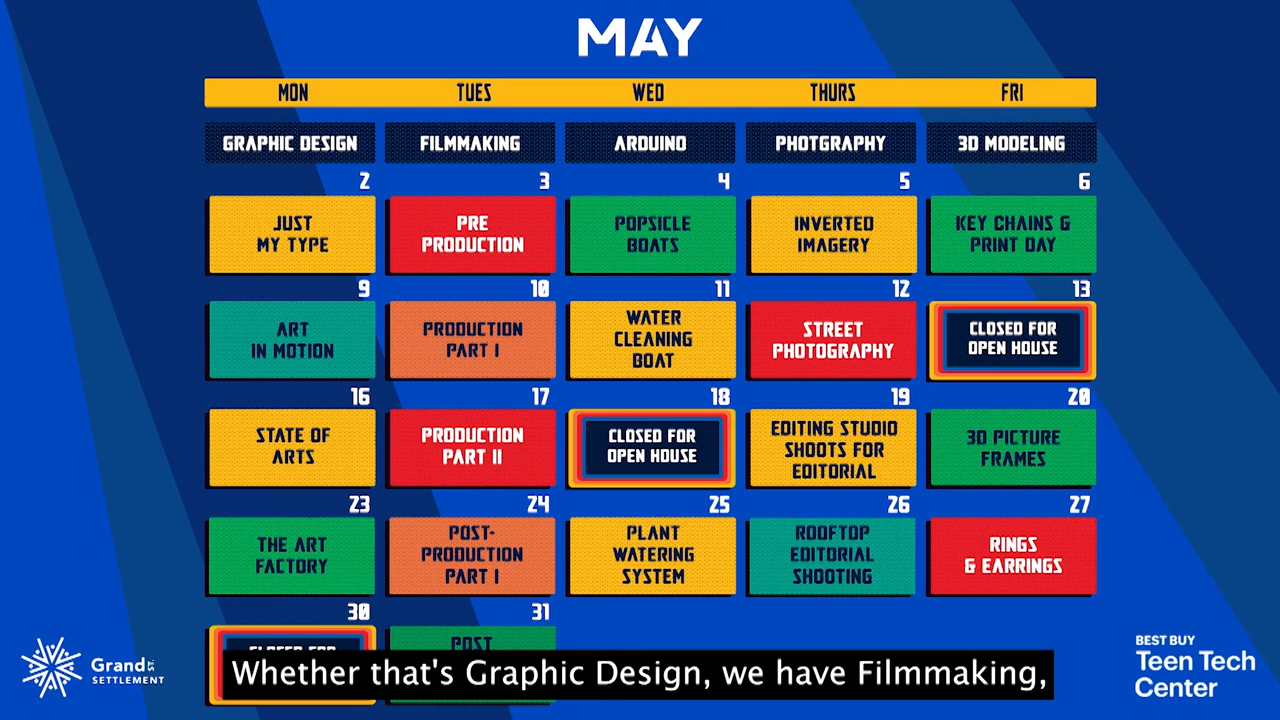 MAY
MON TUES WED THURS FRI
GRAPHIC DESIGN FILMMAKING ARDUINO PHOTGRAPHY 3D MODELING
2 3 4 5 6
JUST
MY TYPE
PRE
PRODUCTION
POPSICLE
BOATS
INVERTED
IMAGERY
KEY CHAINS &
PRINT DAY
9 10 11 12 13
ART
IN MOTION
PRODUCTION
PART I
WATER
CLEANING
BOAT
STREET
PHOTOGRAPHY
CLOSED FOR
OPEN HOUSE
16 17 18 19 20
STATE OF
ARTS
PRODUCTION
PART II
CLOSED FOR
OPEN HOUSE
EDITING STUDIO
SHOOTS FOR
EDITORIAL
3D PICTURE
FRAMES
23 24 25 26 27
THE ART
FACTORY
POST-
PRODUCTION
PART I
PLANT
WATERING
SYSTEM
ROOFTOP
EDITORIAL
SHOOTING
RINGS
& EARRINGS
30 31
CLOSED FOR
POST
Whether that's Graphic Design, we have Filmmaking,
Grand ST.
SETTLEMENT
BEST BUY
Teen Tech
Center